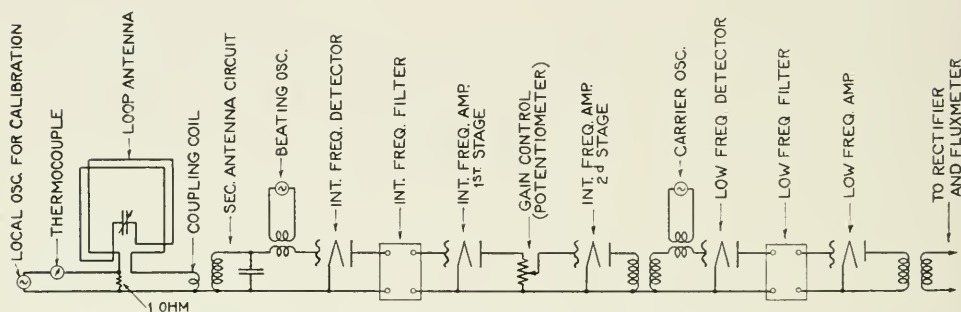 LOCAL OSC. FOR CALIBRATION
THERMOCOUPLE
LOOP ANTENNA
1 OHM
COUPLING COIL
SEC. ANTENNA CIRCUIT
BEATING OSC.
INT. FREQ. DETECTOR
INT. FREQ. FILTER
INT. FREQ. AMP.
1ST. STAGE
GAIN CONTROL
(POTENTIOMETER)
INT. FREQ. AMP.
2d STAGE
CARRIER OSC.
LOW FREQ. DETECTOR
LOW FREQ. FILTER
LOW FREQ. AMP
TO RECTIFIER
AND FLUXMETER